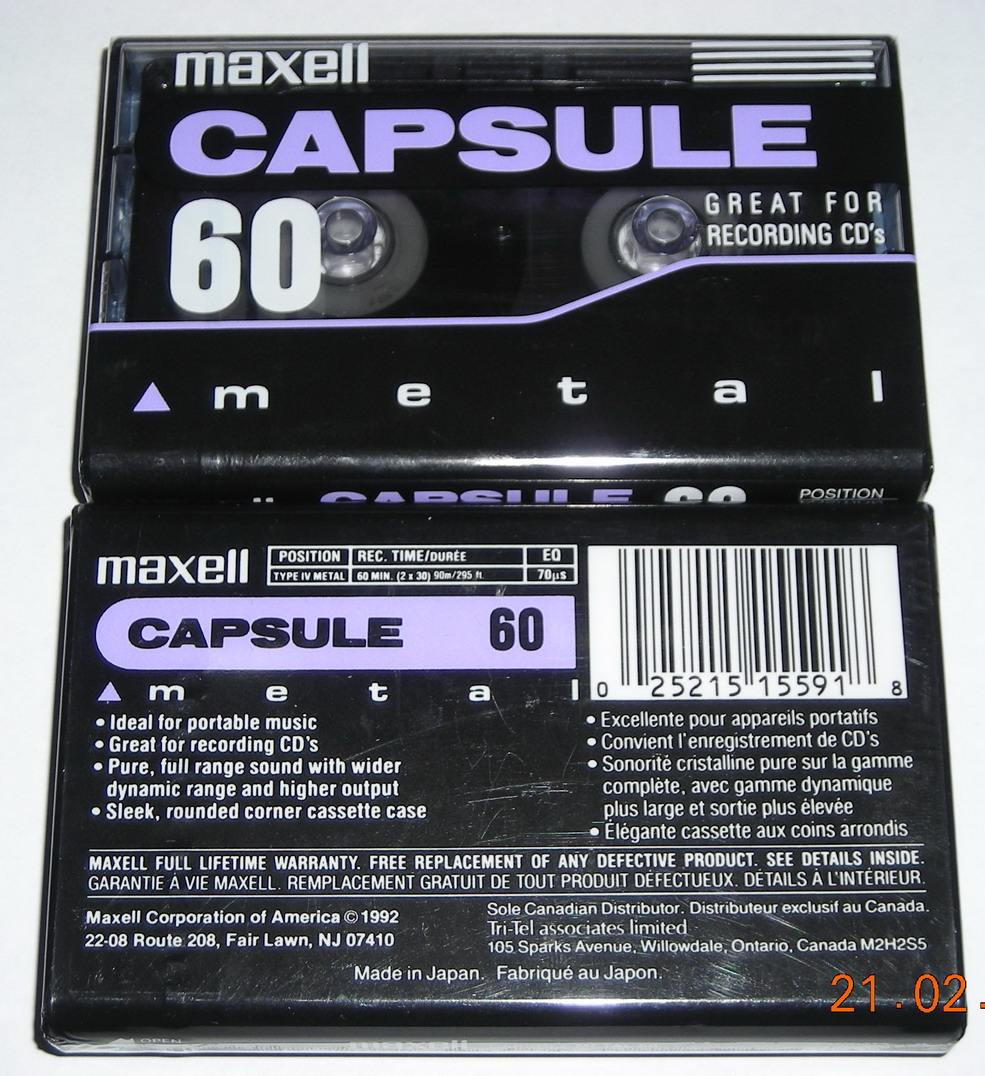 maxell
CAPSULE
60
GREAT FOR
RECORDING CD's
metal
CAPSULE 60 POSITION
maxell
POSITION REC. TIME/DURÉE EQ
TYPE IV METAL 60 MIN. (2 x 30) 90m/295 ft. 70µs
CAPSULE 60
metal
0 25215 15591 8
• Ideal for portable music
• Great for recording CD's
• Pure, full range sound with wider
dynamic range and higher output
• Sleek, rounded corner cassette case
• Excellente pour appareils portatifs
• Convient l'enregistrement de CD's
• Sonorité cristalline pure sur la gamme
complète, avec gamme dynamique
plus large et sortie plus élevée
• Élégante cassette aux coins arrondis
MAXELL FULL LIFETIME WARRANTY. FREE REPLACEMENT OF ANY DEFECTIVE PRODUCT. SEE DETAILS INSIDE.
GARANTIE À VIE MAXELL. REMPLACEMENT GRATUIT DE TOUT PRODUIT DÉFECTUEUX. DÉTAILS À L'INTÉRIEUR.
Maxell Corporation of America © 1992
22-08 Route 208, Fair Lawn, NJ 07410
Sole Canadian Distributor. Distributeur exclusif au Canada.
Tri-Tel associates limited
105 Sparks Avenue, Willowdale, Ontario, Canada M2H2S5
Made in Japan. Fabriqué au Japon.
21.02.
OPEN
maxell